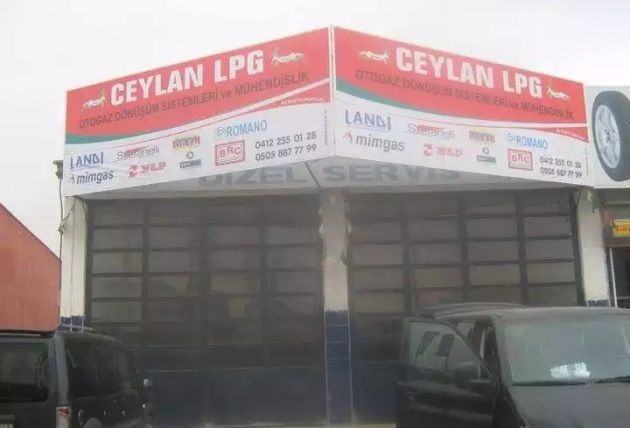 CEYLAN LPG
OTOGAZ DÖNÜŞÜM SİSTEMLERİ ve MÜHENDİSLİK
LANDI
mimgas
ROMANO
BRC
0412 255 01 26
0505 887 77 99
CEYLAN LPG
OTOGAZ DÖNÜŞÜM SİSTEMLERİ ve MÜHENDİSLİK
LANDI
mimgas
ROMANO
BRC
0412 255 01 26
0505 887 77 99
DİZEL SERVİS